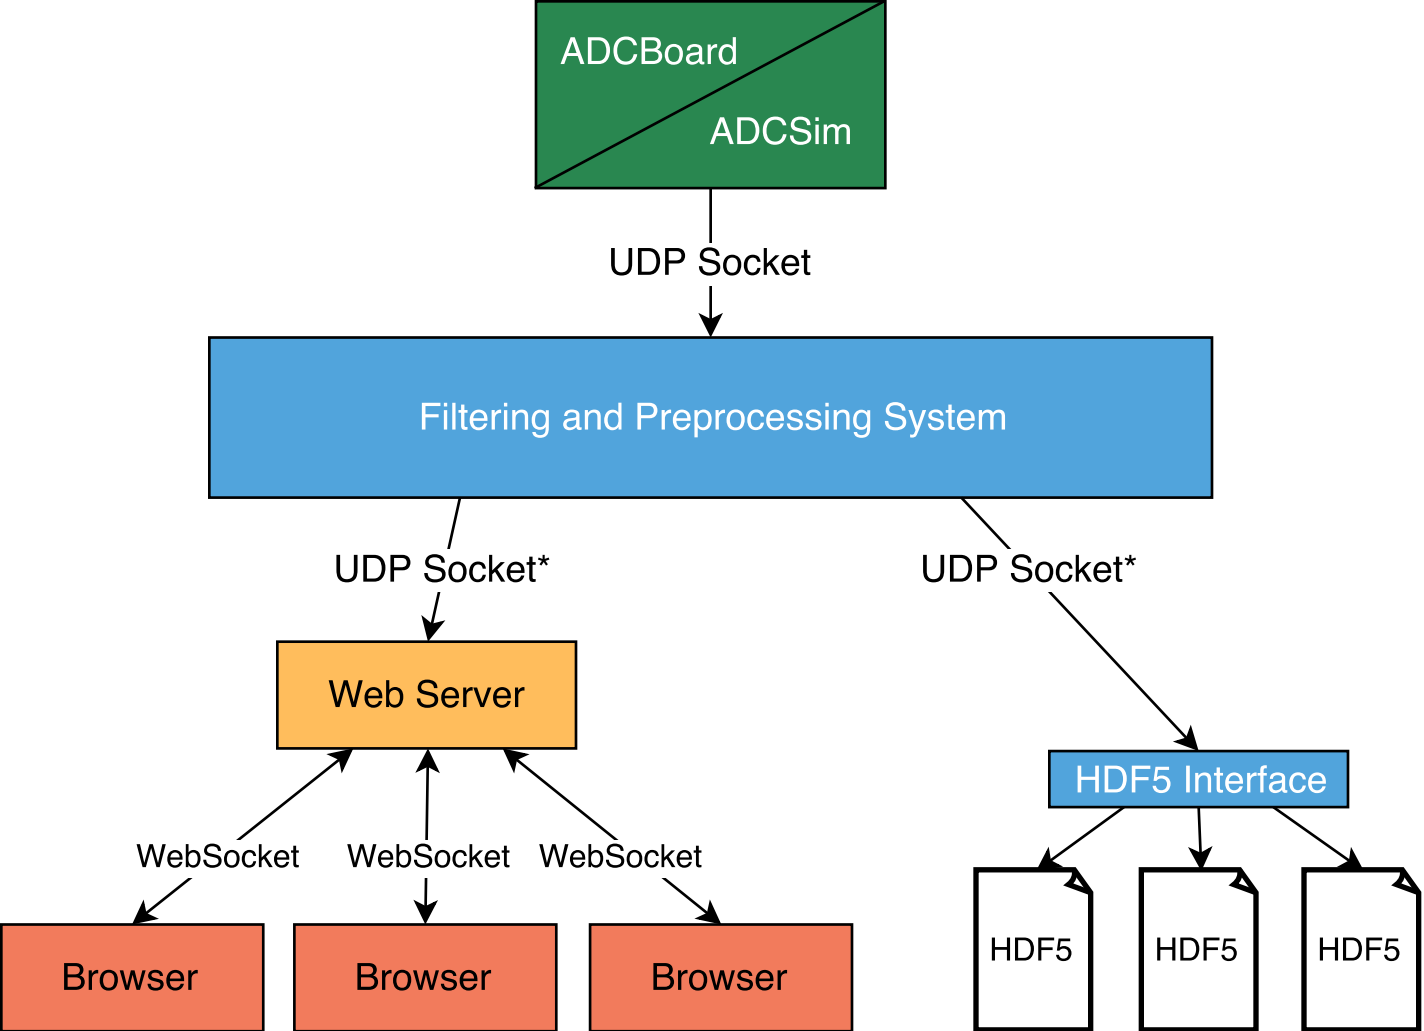 ADCBoard
ADCSim
UDP Socket
Filtering and Preprocessing System
UDP Socket*
UDP Socket*
Web Server
HDF5 Interface
WebSocket
WebSocket
WebSocket
HDF5
HDF5
HDF5
Browser
Browser
Browser